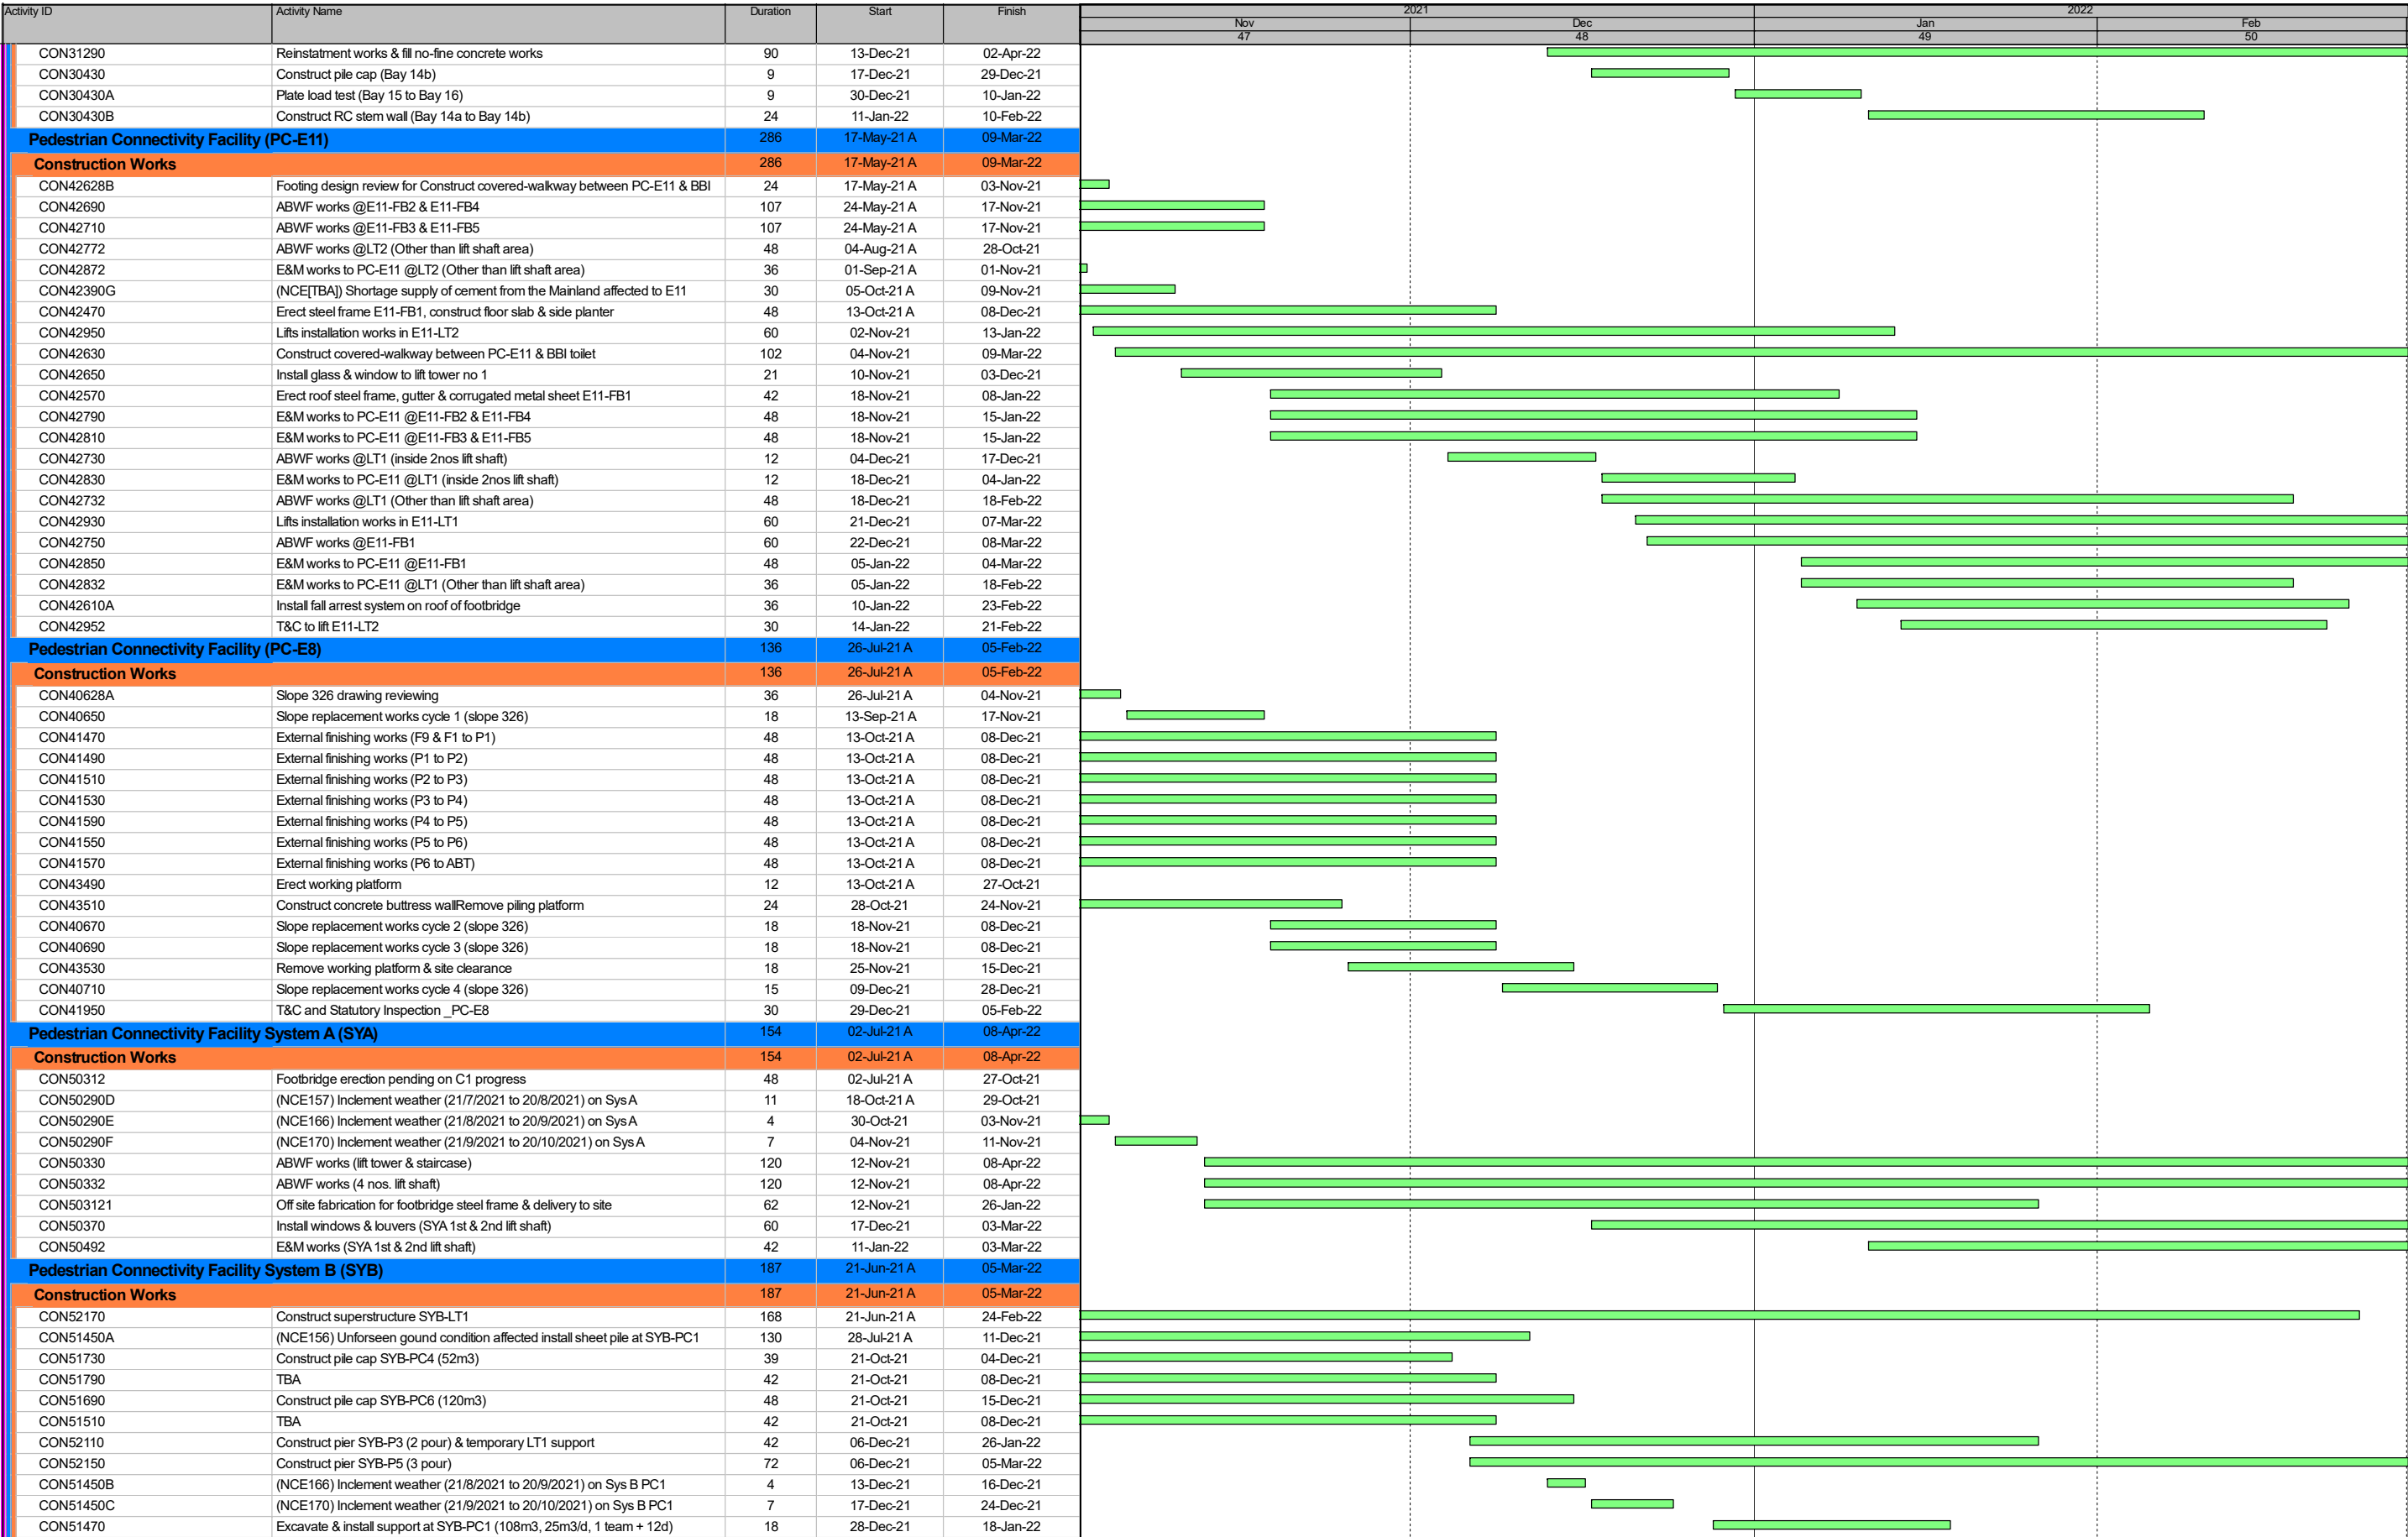 Activity ID Activity Name Duration Start Finish 2021 2022
Nov Dec Jan Feb
47 48 49 50
CON31290 Reinstatment works & fill no-fine concrete works 90 13-Dec-21 02-Apr-22
CON30430 Construct pile cap (Bay 14b) 9 17-Dec-21 29-Dec-21
CON30430A Plate load test (Bay 15 to Bay 16) 9 30-Dec-21 10-Jan-22
CON30430B Construct RC stem wall (Bay 14a to Bay 14b) 24 11-Jan-22 10-Feb-22
Pedestrian Connectivity Facility (PC-E11) 286 17-May-21 A 09-Mar-22
Construction Works 286 17-May-21 A 09-Mar-22
CON42628B Footing design review for Construct covered-walkway between PC-E11 & BBI 24 17-May-21 A 03-Nov-21
CON42690 ABWF works @E11-FB2 & E11-FB4 107 24-May-21 A 17-Nov-21
CON42710 ABWF works @E11-FB3 & E11-FB5 107 24-May-21 A 17-Nov-21
CON42772 ABWF works @LT2 (Other than lift shaft area) 48 04-Aug-21 A 28-Oct-21
CON42872 E&M works to PC-E11 @LT2 (Other than lift shaft area) 36 01-Sep-21 A 01-Nov-21
CON42390G (NCE[TBA]) Shortage supply of cement from the Mainland affected to E11 30 05-Oct-21 A 09-Nov-21
CON42470 Erect steel frame E11-FB1, construct floor slab & side planter 48 13-Oct-21 A 08-Dec-21
CON42950 Lifts installation works in E11-LT2 60 02-Nov-21 13-Jan-22
CON42630 Construct covered-walkway between PC-E11 & BBI toilet 102 04-Nov-21 09-Mar-22
CON42650 Install glass & window to lift tower no 1 21 10-Nov-21 03-Dec-21
CON42570 Erect roof steel frame, gutter & corrugated metal sheet E11-FB1 42 18-Nov-21 08-Jan-22
CON42790 E&M works to PC-E11 @E11-FB2 & E11-FB4 48 18-Nov-21 15-Jan-22
CON42810 E&M works to PC-E11 @E11-FB3 & E11-FB5 48 18-Nov-21 15-Jan-22
CON42730 ABWF works @LT1 (inside 2nos lift shaft) 12 04-Dec-21 17-Dec-21
CON42830 E&M works to PC-E11 @LT1 (inside 2nos lift shaft) 12 18-Dec-21 04-Jan-22
CON42732 ABWF works @LT1 (Other than lift shaft area) 48 18-Dec-21 18-Feb-22
CON42930 Lifts installation works in E11-LT1 60 21-Dec-21 07-Mar-22
CON42750 ABWF works @E11-FB1 60 22-Dec-21 08-Mar-22
CON42850 E&M works to PC-E11 @E11-FB1 48 05-Jan-22 04-Mar-22
CON42832 E&M works to PC-E11 @LT1 (Other than lift shaft area) 36 05-Jan-22 18-Feb-22
CON42610A Install fall arrest system on roof of footbridge 36 10-Jan-22 23-Feb-22
CON42952 T&C to lift E11-LT2 30 14-Jan-22 21-Feb-22
Pedestrian Connectivity Facility (PC-E8) 136 26-Jul-21 A 05-Feb-22
Construction Works 136 26-Jul-21 A 05-Feb-22
CON40628A Slope 326 drawing reviewing 36 26-Jul-21 A 04-Nov-21
CON40650 Slope replacement works cycle 1 (slope 326) 18 13-Sep-21 A 17-Nov-21
CON41470 External finishing works (F9 & F1 to P1) 48 13-Oct-21 A 08-Dec-21
CON41490 External finishing works (P1 to P2) 48 13-Oct-21 A 08-Dec-21
CON41510 External finishing works (P2 to P3) 48 13-Oct-21 A 08-Dec-21
CON41530 External finishing works (P3 to P4) 48 13-Oct-21 A 08-Dec-21
CON41590 External finishing works (P4 to P5) 48 13-Oct-21 A 08-Dec-21
CON41550 External finishing works (P5 to P6) 48 13-Oct-21 A 08-Dec-21
CON41570 External finishing works (P6 to ABT) 48 13-Oct-21 A 08-Dec-21
CON43490 Erect working platform 12 13-Oct-21 A 27-Oct-21
CON43510 Construct concrete buttress wallRemove piling platform 24 28-Oct-21 24-Nov-21
CON40670 Slope replacement works cycle 2 (slope 326) 18 18-Nov-21 08-Dec-21
CON40690 Slope replacement works cycle 3 (slope 326) 18 18-Nov-21 08-Dec-21
CON43530 Remove working platform & site clearance 18 25-Nov-21 15-Dec-21
CON40710 Slope replacement works cycle 4 (slope 326) 15 09-Dec-21 28-Dec-21
CON41950 T&C and Statutory Inspection _PC-E8 30 29-Dec-21 05-Feb-22
Pedestrian Connectivity Facility System A (SYA) 154 02-Jul-21 A 08-Apr-22
Construction Works 154 02-Jul-21 A 08-Apr-22
CON50312 Footbridge erection pending on C1 progress 48 02-Jul-21 A 27-Oct-21
CON50290D (NCE157) Inclement weather (21/7/2021 to 20/8/2021) on Sys A 11 18-Oct-21 A 29-Oct-21
CON50290E (NCE166) Inclement weather (21/8/2021 to 20/9/2021) on Sys A 4 30-Oct-21 03-Nov-21
CON50290F (NCE170) Inclement weather (21/9/2021 to 20/10/2021) on Sys A 7 04-Nov-21 11-Nov-21
CON50330 ABWF works (lift tower & staircase) 120 12-Nov-21 08-Apr-22
CON50332 ABWF works (4 nos. lift shaft) 120 12-Nov-21 08-Apr-22
CON503121 Off site fabrication for footbridge steel frame & delivery to site 62 12-Nov-21 26-Jan-22
CON50370 Install windows & louvers (SYA 1st & 2nd lift shaft) 60 17-Dec-21 03-Mar-22
CON50492 E&M works (SYA 1st & 2nd lift shaft) 42 11-Jan-22 03-Mar-22
Pedestrian Connectivity Facility System B (SYB) 187 21-Jun-21 A 05-Mar-22
Construction Works 187 21-Jun-21 A 05-Mar-22
CON52170 Construct superstructure SYB-LT1 168 21-Jun-21 A 24-Feb-22
CON51450A (NCE156) Unforseen gound condition affected install sheet pile at SYB-PC1 130 28-Jul-21 A 11-Dec-21
CON51730 Construct pile cap SYB-PC4 (52m3) 39 21-Oct-21 04-Dec-21
CON51790 TBA 42 21-Oct-21 08-Dec-21
CON51690 Construct pile cap SYB-PC6 (120m3) 48 21-Oct-21 15-Dec-21
CON51510 TBA 42 21-Oct-21 08-Dec-21
CON52110 Construct pier SYB-P3 (2 pour) & temporary LT1 support 42 06-Dec-21 26-Jan-22
CON52150 Construct pier SYB-P5 (3 pour) 72 06-Dec-21 05-Mar-22
CON51450B (NCE166) Inclement weather (21/8/2021 to 20/9/2021) on Sys B PC1 4 13-Dec-21 16-Dec-21
CON51450C (NCE170) Inclement weather (21/9/2021 to 20/10/2021) on Sys B PC1 7 17-Dec-21 24-Dec-21
CON51470 Excavate & install support at SYB-PC1 (108m3, 25m3/d, 1 team + 12d) 18 28-Dec-21 18-Jan-22